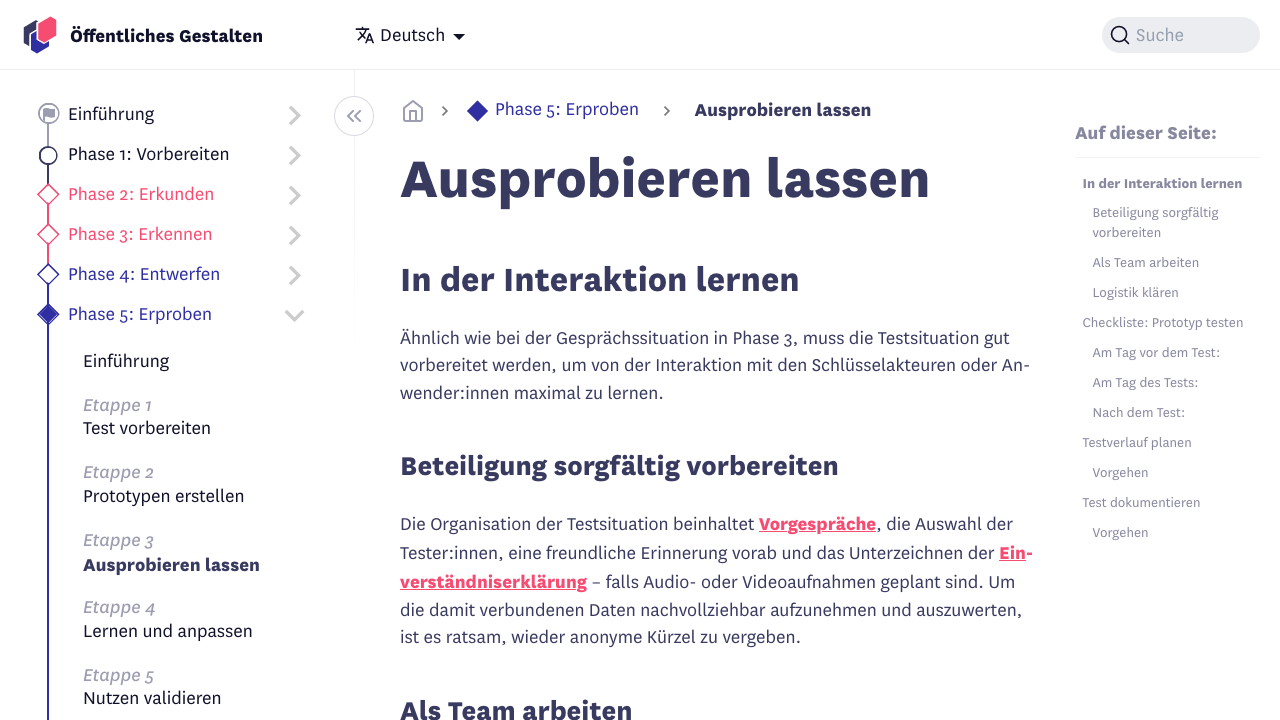 Öffentliches Gestalten
Deutsch
Suche
Einführung
Phase 1: Vorbereiten
Phase 2: Erkunden
Phase 3: Erkennen
Phase 4: Entwerfen
Phase 5: Erproben
Einführung
Etappe 1
Test vorbereiten
Etappe 2
Prototypen erstellen
Etappe 3
Ausprobieren lassen
Etappe 4
Lernen und anpassen
Etappe 5
Nutzen validieren
Phase 5: Erproben
Ausprobieren lassen
Ausprobieren lassen
In der Interaktion lernen
Ähnlich wie bei der Gesprächssituation in Phase 3, muss die Testsituation gut
vorbereitet werden, um von der Interaktion mit den Schlüsselakteuren oder An-
wender:innen maximal zu lernen.
Beteiligung sorgfältig vorbereiten
Die Organisation der Testsituation beinhaltet Vorgespräche, die Auswahl der
Tester:innen, eine freundliche Erinnerung vorab und das Unterzeichnen der Ein-
verständniserklärung – falls Audio- oder Videoaufnahmen geplant sind. Um
die damit verbundenen Daten nachvollziehbar aufzunehmen und auszuwerten,
ist es ratsam, wieder anonyme Kürzel zu vergeben.
Als Team arbeiten
Auf dieser Seite:
In der Interaktion lernen
Beteiligung sorgfältig
vorbereiten
Als Team arbeiten
Logistik klären
Checkliste: Prototyp testen
Am Tag vor dem Test:
Am Tag des Tests:
Nach dem Test:
Testverlauf planen
Vorgehen
Test dokumentieren
Vorgehen